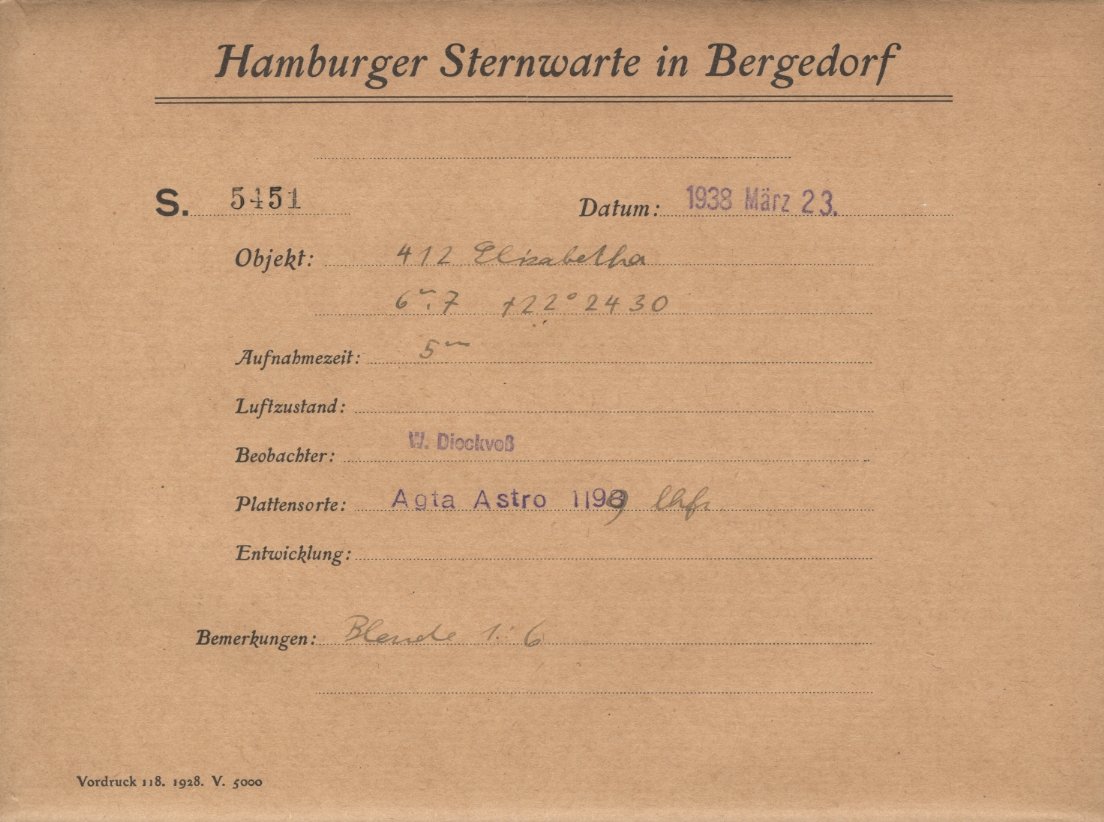 Hamburger Sternwarte in Bergedorf
S. 5451 Datum: 1938 März 23.
Objekt: 412 Elisabetha
6ᵐ.7 +22° 2430
Aufnahmezeit: 5ᵐ
Luftzustand:
Beobachter: W. Dieckvoß
Plattensorte: Agfa Astro 1199
Entwicklung:
Bemerkungen: Blende 1:6
Vordruck 118. 1928. V. 5000